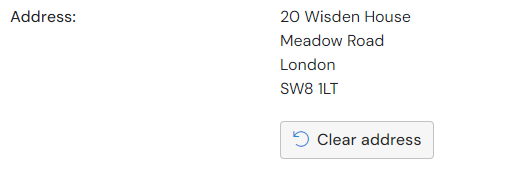 Address:
20 Wisden House
Meadow Road
London
SW8 1LT
Clear address